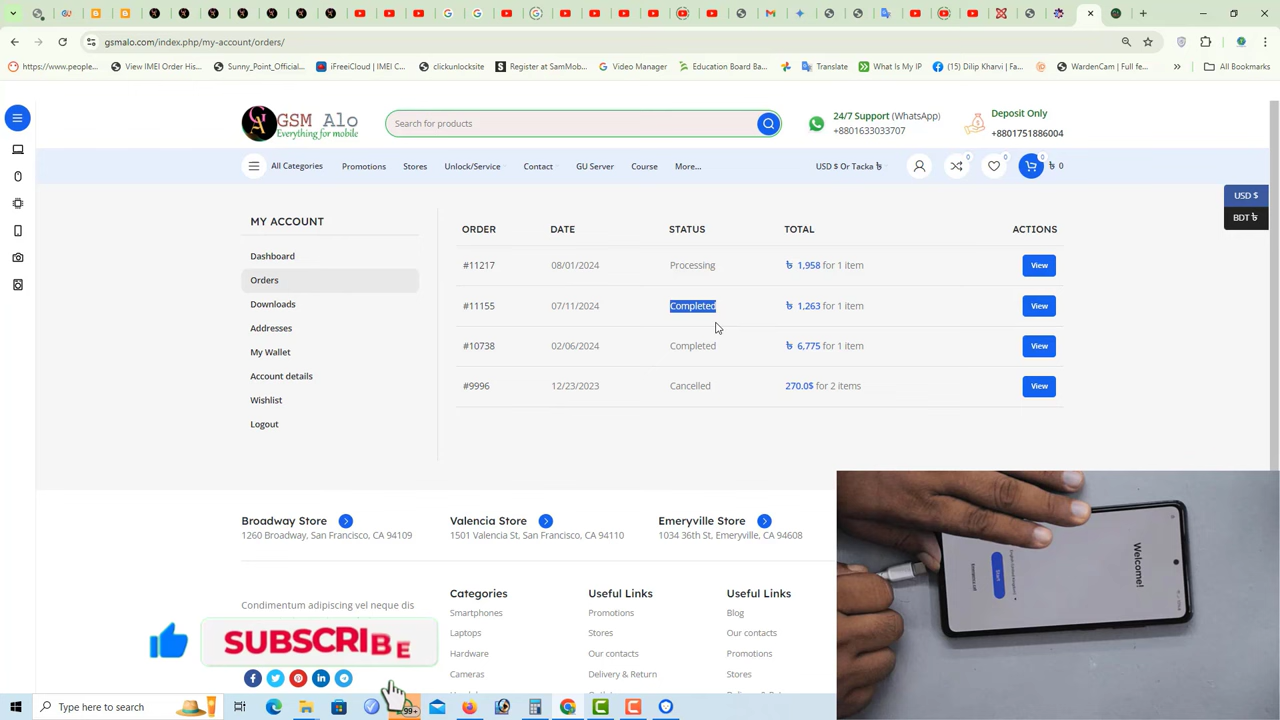 gsmalo.com/index.php/my-account/orders/
https://www.people...
View IMEI Order His...
Sunny_Point_Official...
iFreeiCloud | IMEI C...
clickunlocksite
Register at SamMob...
Video Manager
Education Board Ba...
Translate
What Is My IP
(15) Dilip Kharvi | Fa...
WardenCam | Full fe...
All Bookmarks
GSM Alo
Everything for mobile
Search for products
24/7 Support (WhatsApp)
+8801633033707
Deposit Only
+8801751886004
All Categories
Promotions
Stores
Unlock/Service
Contact
GU Server
Course
More...
USD $ Or Tacka ৳
0
0
0
৳ 0
USD $
BDT ৳
MY ACCOUNT
Dashboard
Orders
Downloads
Addresses
My Wallet
Account details
Wishlist
Logout
ORDER DATE STATUS TOTAL ACTIONS
#11217 08/01/2024 Processing ৳ 1,958 for 1 item View
#11155 07/11/2024 Completed ৳ 1,263 for 1 item View
#10738 02/06/2024 Completed ৳ 6,775 for 1 item View
#9996 12/23/2023 Cancelled 270.0$ for 2 items View
Broadway Store
1260 Broadway, San Francisco, CA 94109
Valencia Store
1501 Valencia St, San Francisco, CA 94110
Emeryville Store
1034 36th St, Emeryville, CA 94608
Condimentum adipiscing vel neque dis
Categories
Smartphones
Laptops
Hardware
Cameras
Useful Links
Promotions
Stores
Our contacts
Delivery & Return
Useful Links
Blog
Our contacts
Promotions
Stores
SUBSCRIBE
Welcome!
Start
Type here to search
99+